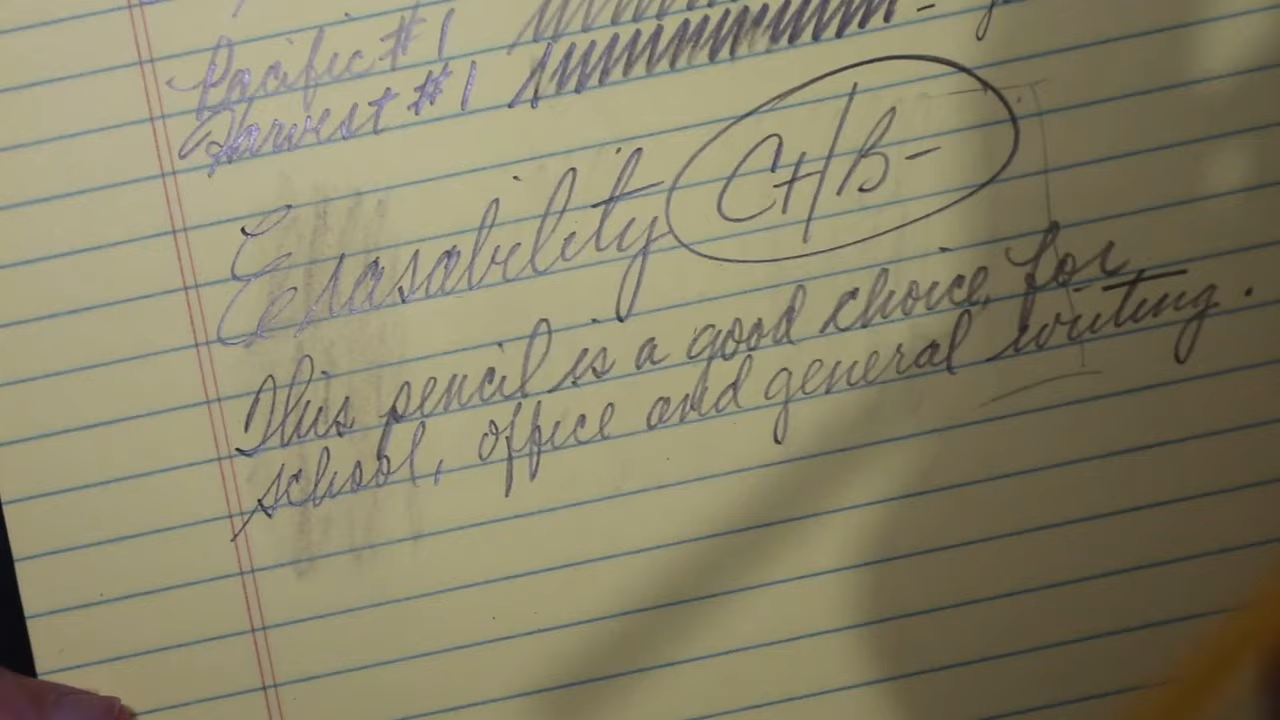 Pacific #1
Harvest #1
Erasability C+/B-
This pencil is a good choice for
school, office and general writing.